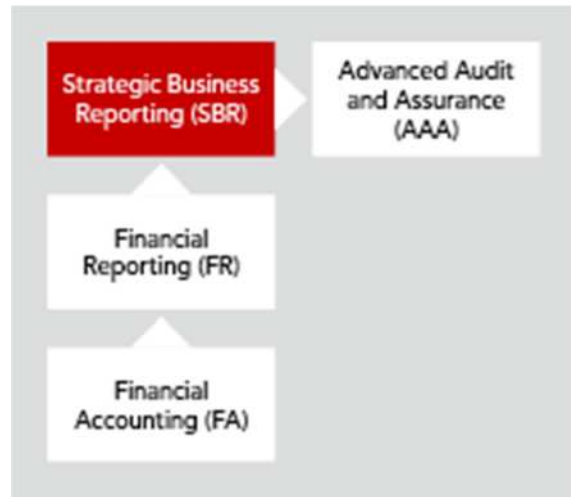 Strategic Business
Reporting (SBR)
Advanced Audit
and Assurance
(AAA)
Financial
Reporting (FR)
Financial
Accounting (FA)